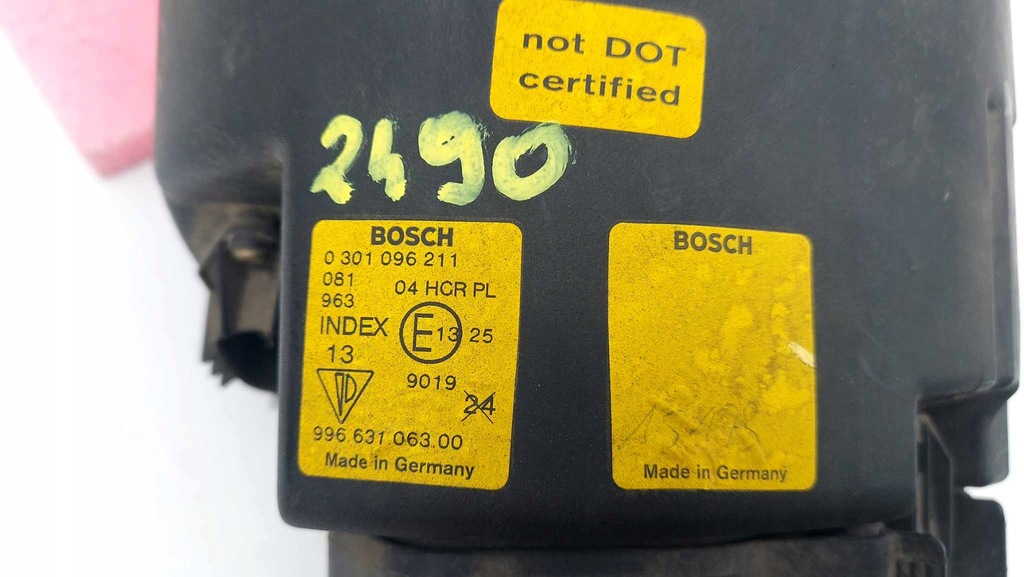 not DOT
certified
2490
BOSCH
0 301 096 211
081
04 HCR PL
963
INDEX
E 13 25
13
9019
24
996.631.063.00
Made in Germany
BOSCH
Made in Germany